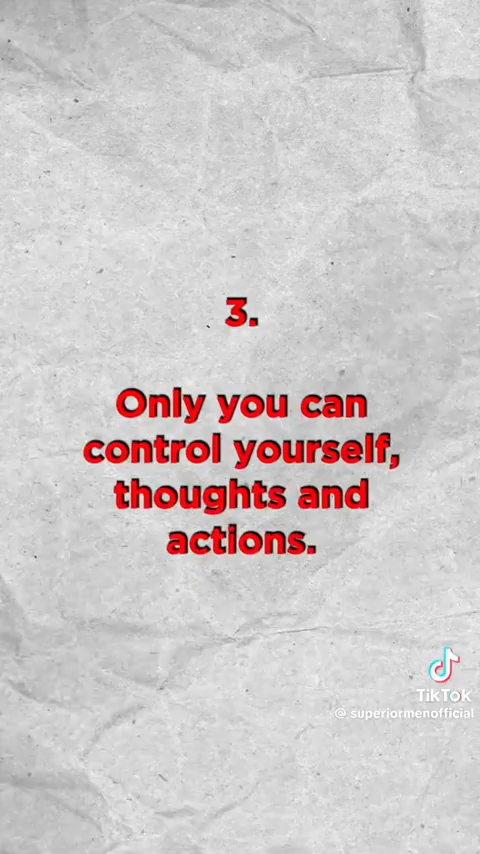 3.
Only you can
control yourself,
thoughts and
actions.
TikTok
@ superiormenofficial